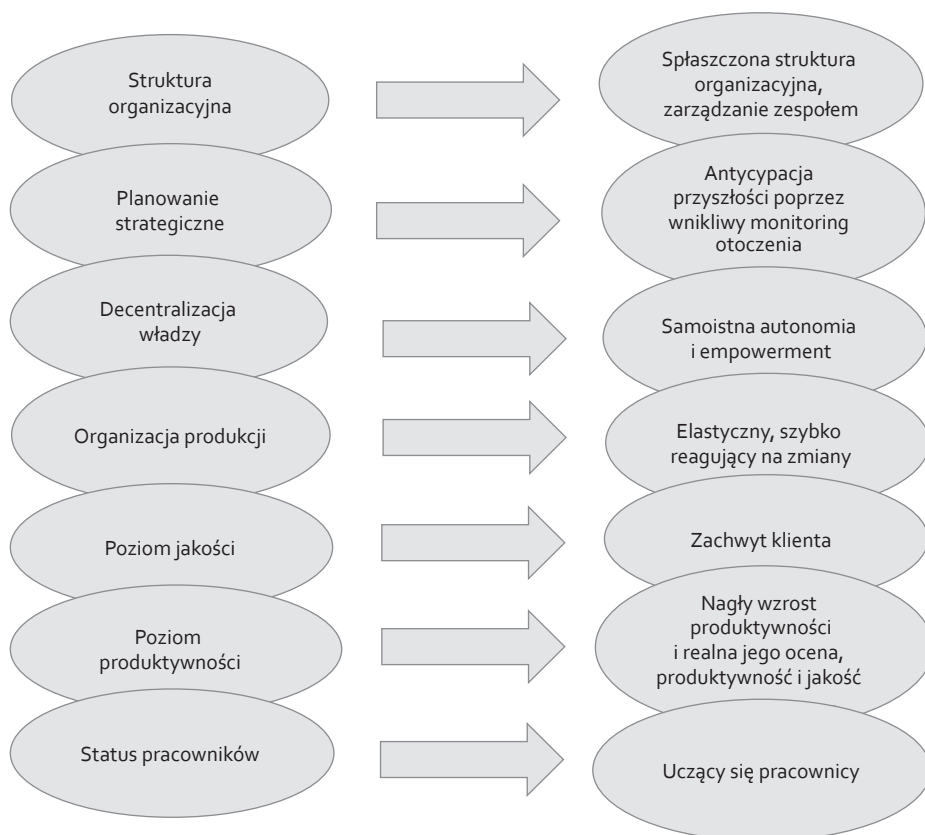 Struktura
organizacyjna
Spłaszczona struktura
organizacyjna,
zarządzanie zespołem
Planowanie
strategiczne
Antycypacja
przyszłości poprzez
wnikliwy monitoring
otoczenia
Decentralizacja
władzy
Samoistna autonomia
i empowerment
Organizacja produkcji
Elastyczny, szybko
reagujący na zmiany
Poziom jakości
Zachwyt klienta
Poziom
produktywności
Nagły wzrost
produktywności
i realna jego ocena,
produktywność i jakość
Status pracowników
Uczący się pracownicy